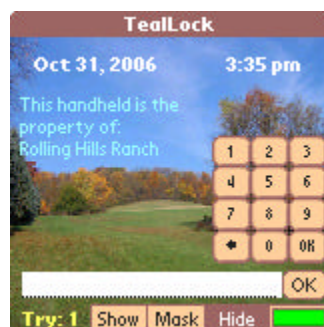 TealLock
Oct 31, 2006 3:35 pm
This handheld is the
property of:
Rolling Hills Ranch
1 2 3
4 5 6
7 8 9
0 OK
OK
Try: 1 Show Mask Hide